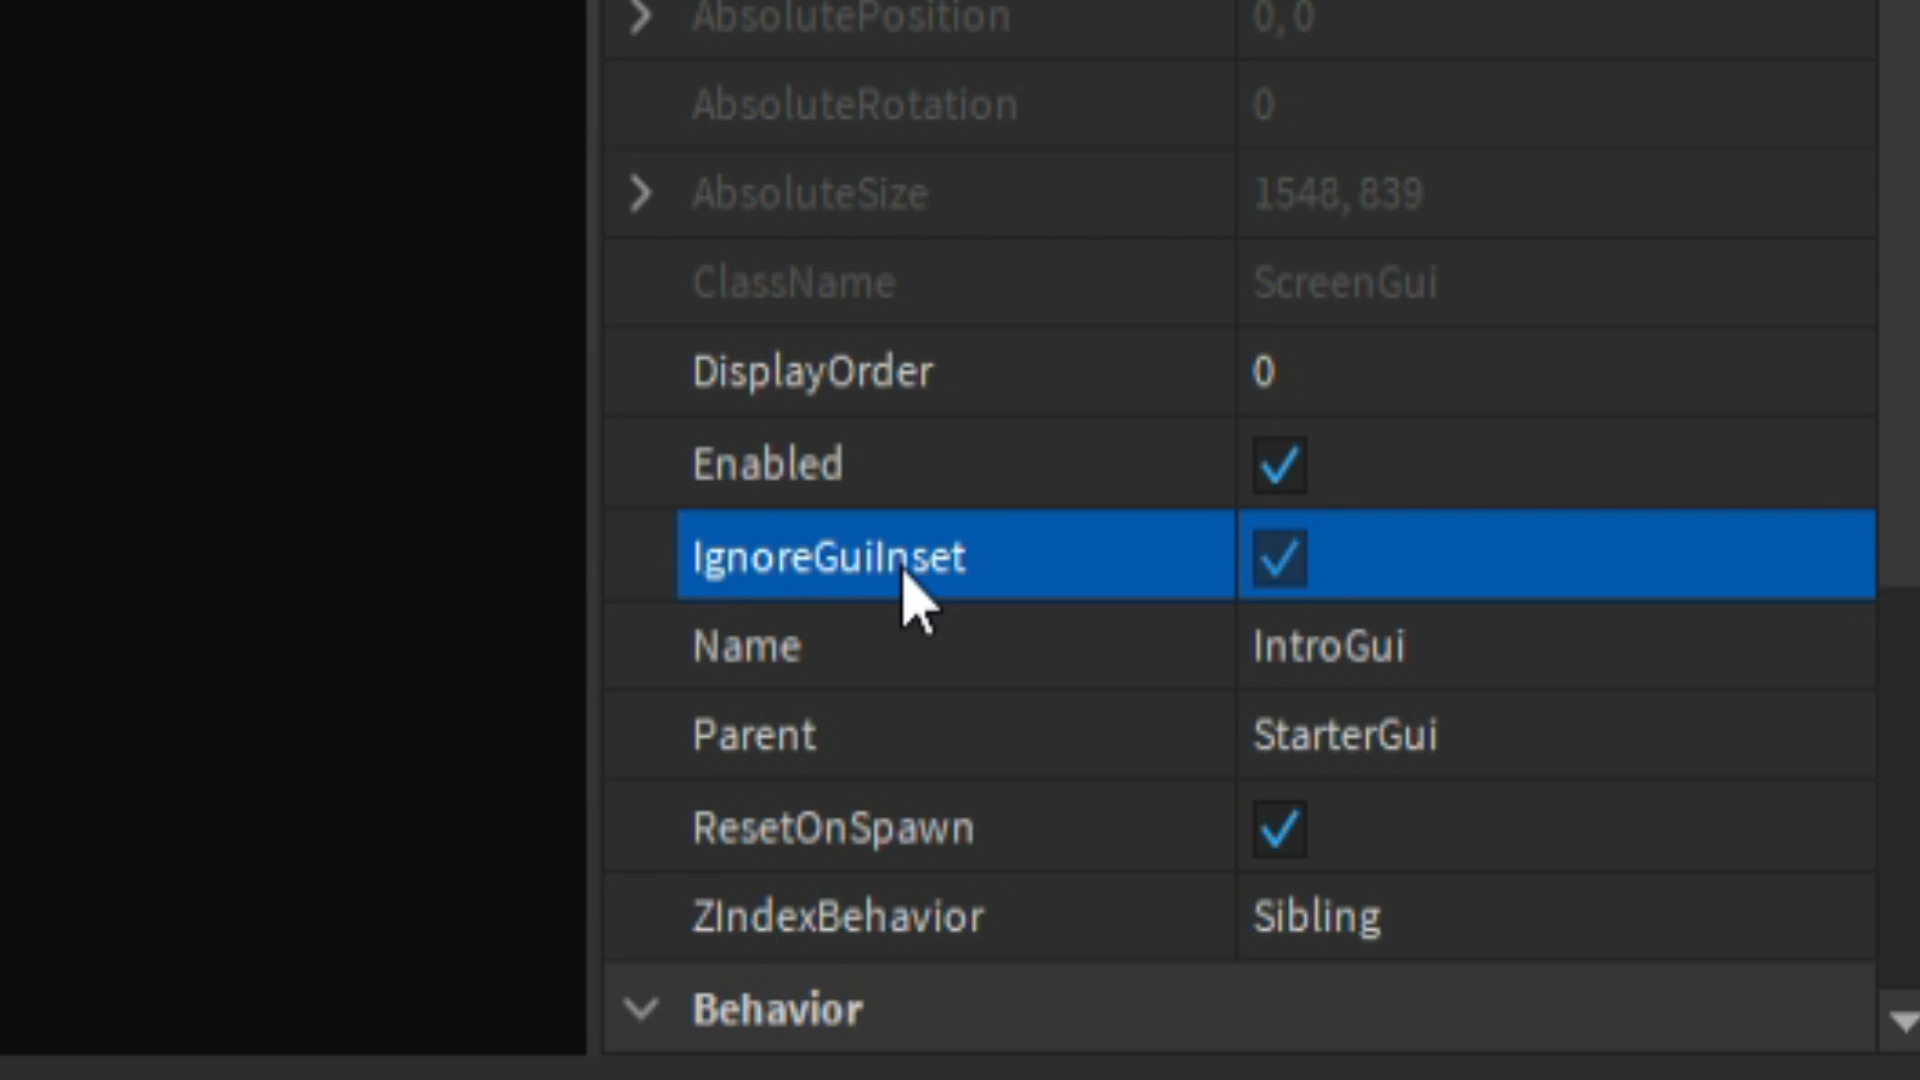 AbsolutePosition 0, 0
AbsoluteRotation 0
AbsoluteSize 1548, 839
ClassName ScreenGui
DisplayOrder 0
Enabled
IgnoreGuiInset
Name IntroGui
Parent StarterGui
ResetOnSpawn
ZIndexBehavior Sibling
Behavior